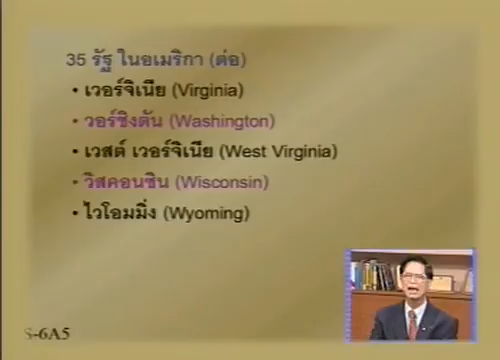 35 รัฐ ในอเมริกา (ต่อ)
• เวอร์จิเนีย (Virginia)
• วอร์ชิงตัน (Washington)
• เวสต์ เวอร์จิเนีย (West Virginia)
• วิสคอนซิน (Wisconsin)
• ไวโอมมิ่ง (Wyoming)
S-6A5